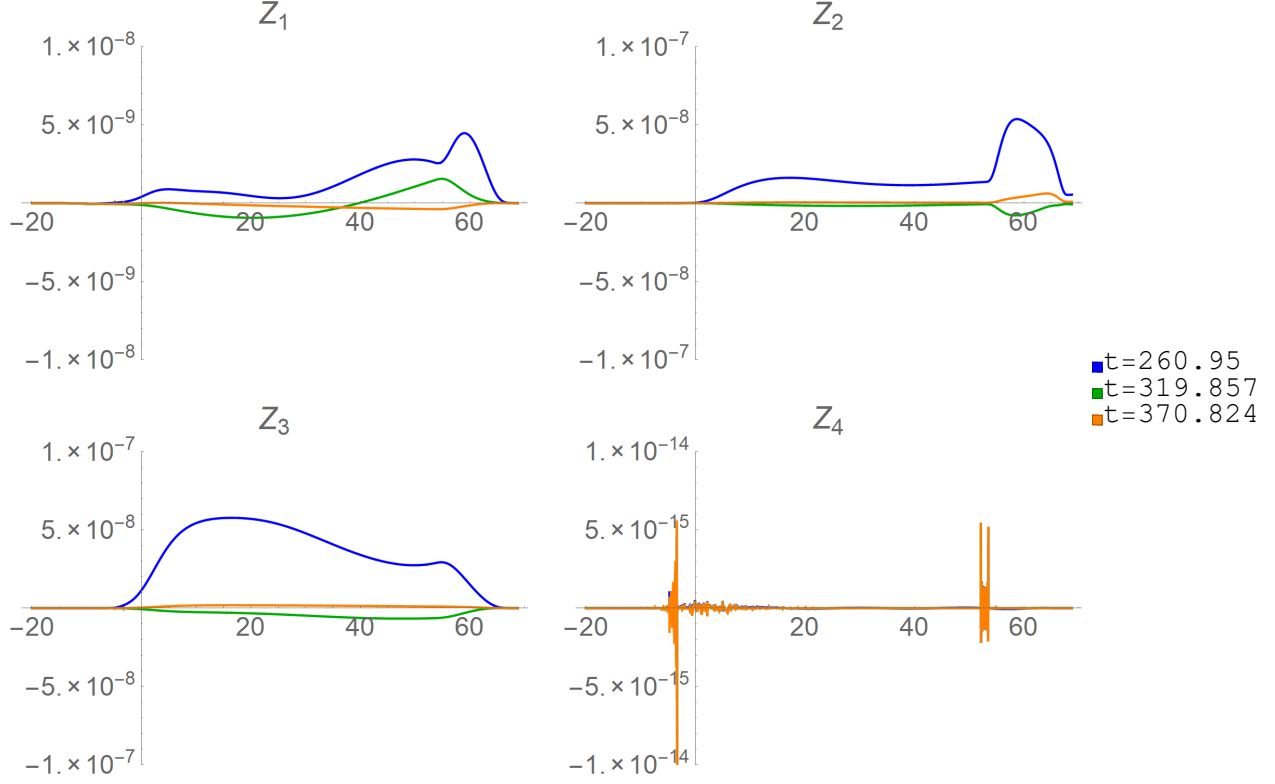 Z₁
1.×10⁻⁸
5.×10⁻⁹
−20 20 40 60
−5.×10⁻⁹
−1.×10⁻⁸
Z₂
1.×10⁻⁷
5.×10⁻⁸
−20 20 40 60
−5.×10⁻⁸
−1.×10⁻⁷
t=260.95
t=319.857
t=370.824
Z₃
1.×10⁻⁷
5.×10⁻⁸
−20 20 40 60
−5.×10⁻⁸
−1.×10⁻⁷
Z₄
1.×10⁻¹⁴
5.×10⁻¹⁵
−20 20 40 60
−5.×10⁻¹⁵
−1.×10⁻¹⁴